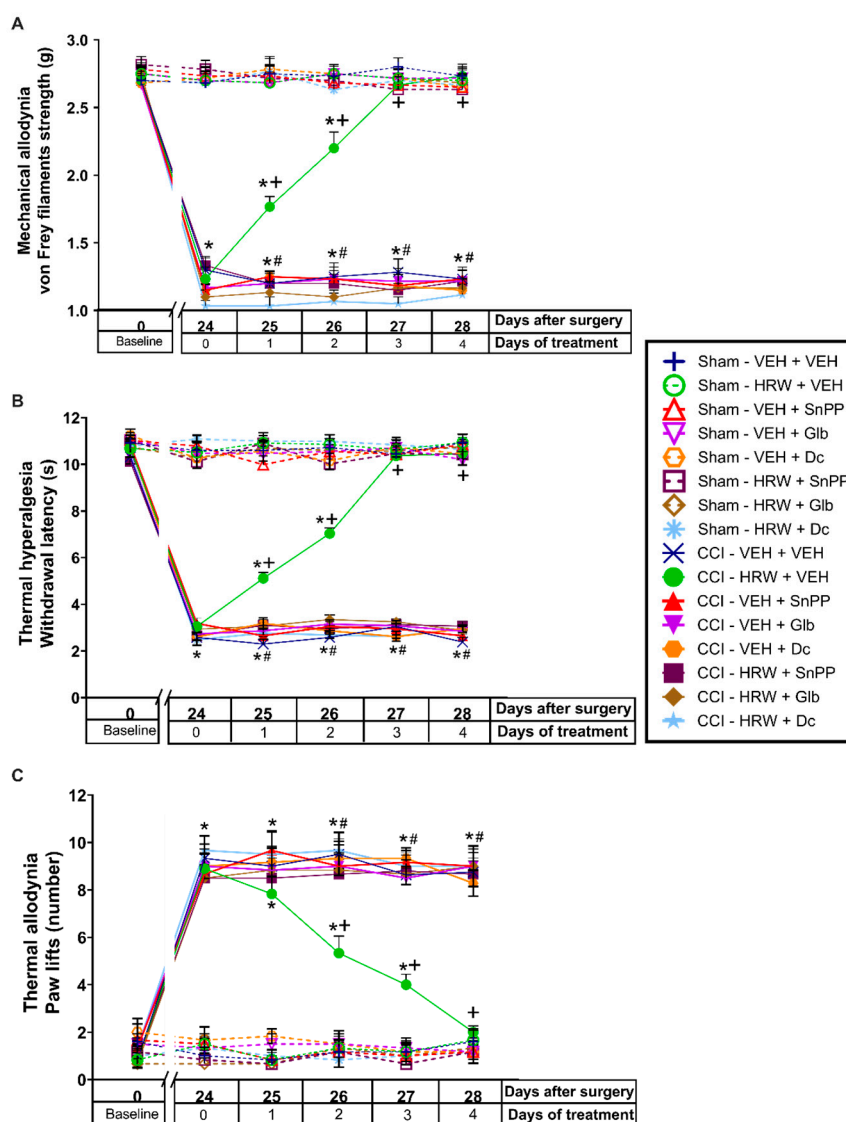 A
Mechanical allodynia
von Frey filaments strength (g)
3.0
2.5
2.0
1.5
1.0
*
*+
*+
+
+
*#
*#
*#
*#
0 24 25 26 27 28 Days after surgery
Baseline 0 1 2 3 4 Days of treatment
B
Thermal hyperalgesia
Withdrawal latency (s)
12
10
8
6
4
2
0
*+
*+
+
+
*
*#
*#
*#
*#
0 24 25 26 27 28 Days after surgery
Baseline 0 1 2 3 4 Days of treatment
C
Thermal allodynia
Paw lifts (number)
12
10
8
6
4
2
0
*
*
*#
*#
*#
*
*+
*+
+
0 24 25 26 27 28 Days after surgery
Baseline 0 1 2 3 4 Days of treatment
Sham - VEH + VEH
Sham - HRW + VEH
Sham - VEH + SnPP
Sham - VEH + Glb
Sham - VEH + Dc
Sham - HRW + SnPP
Sham - HRW + Glb
Sham - HRW + Dc
CCI - VEH + VEH
CCI - HRW + VEH
CCI - VEH + SnPP
CCI - VEH + Glb
CCI - VEH + Dc
CCI - HRW + SnPP
CCI - HRW + Glb
CCI - HRW + Dc